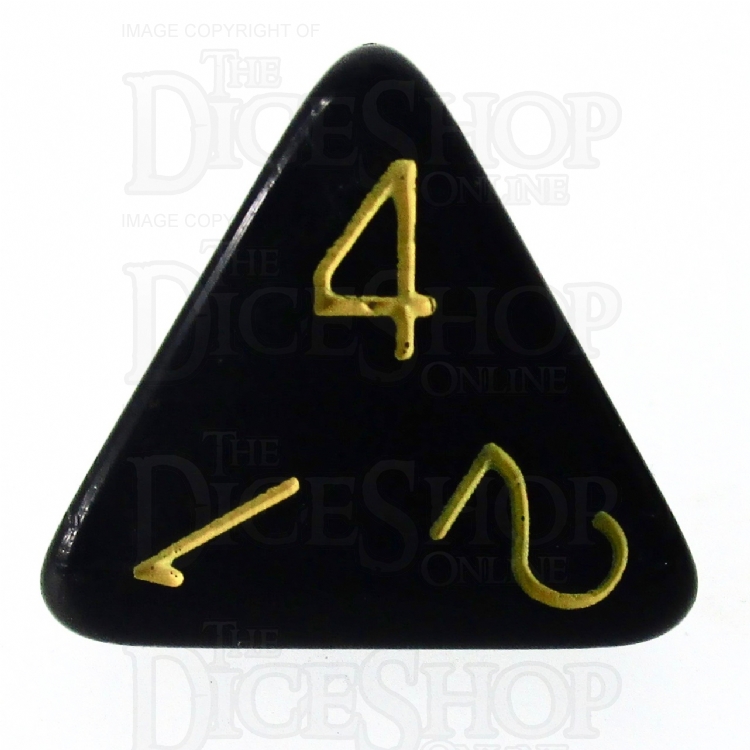 IMAGE COPYRIGHT OF
THE
DICESHOP
ONLINE
4
IMAGE COPY
THE
DICESHOP
ONLINE
THE
DICESHOP
ONLINE
1 2
THE
DICESHOP